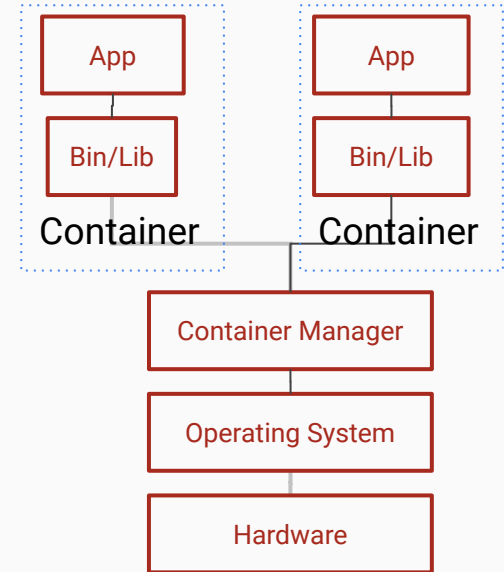 App
App
Bin/Lib
Bin/Lib
Container
Container
Container Manager
Operating System
Hardware